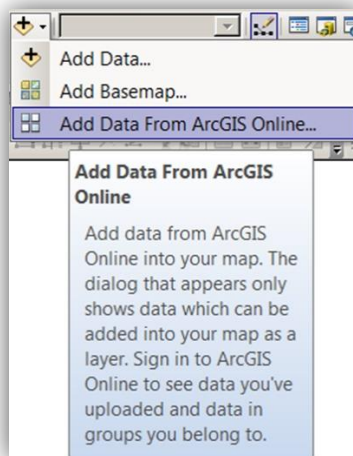 Add Data...
Add Basemap...
Add Data From ArcGIS Online...
Add Data From ArcGIS
Online
Add data from ArcGIS
Online into your map. The
dialog that appears only
shows data which can be
added into your map as a
layer. Sign in to ArcGIS
Online to see data you've
uploaded and data in
groups you belong to.